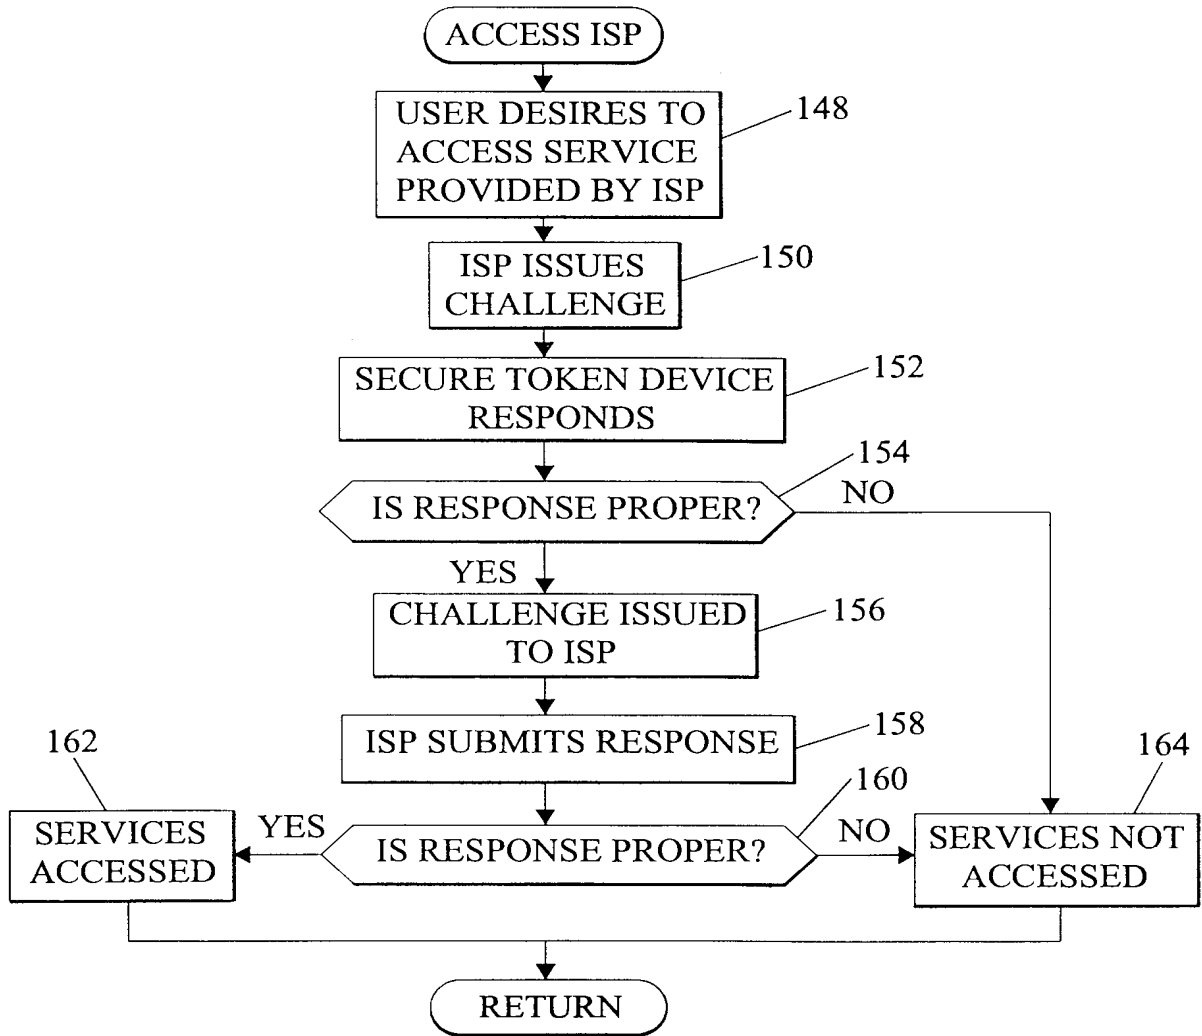 ACCESS ISP
USER DESIRES TO
ACCESS SERVICE
PROVIDED BY ISP
148
ISP ISSUES
CHALLENGE
150
SECURE TOKEN DEVICE
RESPONDS
152
154
IS RESPONSE PROPER?
NO
YES
CHALLENGE ISSUED
TO ISP
156
ISP SUBMITS RESPONSE
158
162
160
164
SERVICES
ACCESSED
YES
IS RESPONSE PROPER?
NO
SERVICES NOT
ACCESSED
RETURN